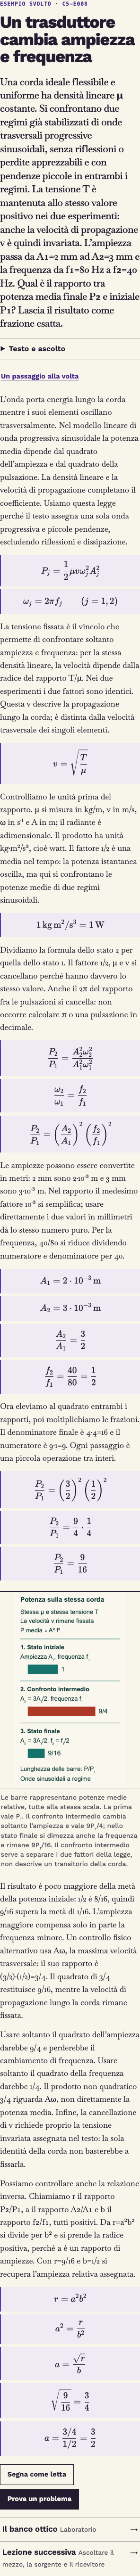 ESEMPIO SVOLTO · CS-E008
Un trasduttore
cambia ampiezza
e frequenza
Una corda ideale flessibile e
uniforme ha densità lineare μ
costante. Si confrontano due
regimi già stabilizzati di onde
trasversali progressive
sinusoidali, senza riflessioni o
perdite apprezzabili e con
pendenze piccole in entrambi i
regimi. La tensione T è
mantenuta allo stesso valore
positivo nei due esperimenti:
anche la velocità di propagazione
v è quindi invariata. L'ampiezza
passa da A1=2 mm ad A2=3 mm e
la frequenza da f1=80 Hz a f2=40
Hz. Qual è il rapporto tra
potenza media finale P2 e iniziale
P1? Lascia il risultato come
frazione esatta.
▶ Testo e ascolto
Un passaggio alla volta
L'onda porta energia lungo la corda
mentre i suoi elementi oscillano
trasversalmente. Nel modello lineare di
onda progressiva sinusoidale, la potenza
media dipende dal quadrato
dell'ampiezza e dal quadrato della
pulsazione. La densità lineare e la
velocità di propagazione completano il
coefficiente. Usiamo questa legge
perché il testo assegna una sola onda
progressiva e piccole pendenze,
escludendo riflessioni e dissipazione.
P_j = 1/2 μvω_j²A_j²
ω_j = 2πf_j (j = 1, 2)
La tensione fissata è il vincolo che
permette di confrontare soltanto
ampiezza e frequenza: per la stessa
densità lineare, la velocità dipende dalla
radice del rapporto T/μ. Nei due
esperimenti i due fattori sono identici.
Questa v descrive la propagazione
lungo la corda; è distinta dalla velocità
trasversale dei singoli elementi.
v = √(T/μ)
Controlliamo le unità prima del
rapporto. μ si misura in kg/m, v in m/s,
ω in s⁻¹ e A in m; il radiante è
adimensionale. Il prodotto ha unità
kg·m²/s³, cioè watt. Il fattore 1/2 è una
media nel tempo: la potenza istantanea
oscilla, ma qui si confrontano le
potenze medie di due regimi
sinusoidali.
1 kg m²/s³ = 1 W
Dividiamo la formula dello stato 2 per
quella dello stato 1. Il fattore 1/2, μ e v si
cancellano perché hanno davvero lo
stesso valore. Anche il 2π del rapporto
fra le pulsazioni si cancella; non
occorre calcolare π o una pulsazione in
decimale.
P₂/P₁ = A₂²ω₂²/A₁²ω₁²
ω₂/ω₁ = f₂/f₁
P₂/P₁ = (A₂/A₁)² (f₂/f₁)²
Le ampiezze possono essere convertite
in metri: 2 mm sono 2·10⁻³ m e 3 mm
sono 3·10⁻³ m. Nel rapporto il medesimo
fattore 10⁻³ si semplifica; usare
direttamente i due valori in millimetri
dà lo stesso numero puro. Per la
frequenza, 40/80 si riduce dividendo
numeratore e denominatore per 40.
A₁ = 2 · 10⁻³ m
A₂ = 3 · 10⁻³ m
A₂/A₁ = 3/2
f₂/f₁ = 40/80 = 1/2
Ora eleviamo al quadrato entrambi i
rapporti, poi moltiplichiamo le frazioni.
Il denominatore finale è 4·4=16 e il
numeratore è 9·1=9. Ogni passaggio è
una piccola operazione tra interi.
P₂/P₁ = (3/2)² (1/2)²
P₂/P₁ = 9/4 · 1/4
P₂/P₁ = 9/16
Potenza sulla stessa corda
Stessa μ e stessa tensione T
La velocità v rimane fissata
P media ∝ A² f²
1. Stato iniziale
Ampiezza A₁, frequenza f₁
1
2. Confronto intermedio
A₂ = 3A₁/2, frequenza f₁
9/4
3. Stato finale
A₂ = 3A₁/2, f₂ = f₁/2
9/16
Lunghezza delle barre: P/P₁
Onde sinusoidali a regime
Le barre rappresentano potenze medie
relative, tutte alla stessa scala. La prima
vale P₁. Il confronto intermedio cambia
soltanto l'ampiezza e vale 9P₁/4; nello
stato finale si dimezza anche la frequenza
e rimane 9P₁/16. Il confronto intermedio
serve a separare i due fattori della legge,
non descrive un transitorio della corda.
Il risultato è poco maggiore della metà
della potenza iniziale: 1/2 è 8/16, quindi
9/16 supera la metà di 1/16. L'ampiezza
maggiore compensa solo in parte la
frequenza minore. Un controllo fisico
alternativo usa Aω, la massima velocità
trasversale: il suo rapporto è
(3/2)·(1/2)=3/4. Il quadrato di 3/4
restituisce 9/16, mentre la velocità di
propagazione lungo la corda rimane
fissata.
Usare soltanto il quadrato dell'ampiezza
darebbe 9/4 e perderebbe il
cambiamento di frequenza. Usare
soltanto il quadrato della frequenza
darebbe 1/4. Il prodotto non quadrato
3/4 riguarda Aω, non direttamente la
potenza media. Infine, la cancellazione
di v richiede proprio la tensione
invariata assegnata nel testo: la sola
identità della corda non basterebbe a
fissarla.
Possiamo controllare anche la relazione
inversa. Chiamiamo r il rapporto
P2/P1, a il rapporto A2/A1 e b il
rapporto f2/f1, tutti positivi. Da r=a²b²
si divide per b² e si prende la radice
positiva, perché a è un rapporto di
ampiezze. Con r=9/16 e b=1/2 si
recupera l'ampiezza relativa assegnata.
r = a²b²
a² = r/b²
a = √r/b
√(9/16) = 3/4
a = (3/4)/(1/2) = 3/2
Segna come letta
Prova un problema
Il banco ottico Laboratorio →
Lezione successiva Ascoltare il →
mezzo, la sorgente e il ricevitore